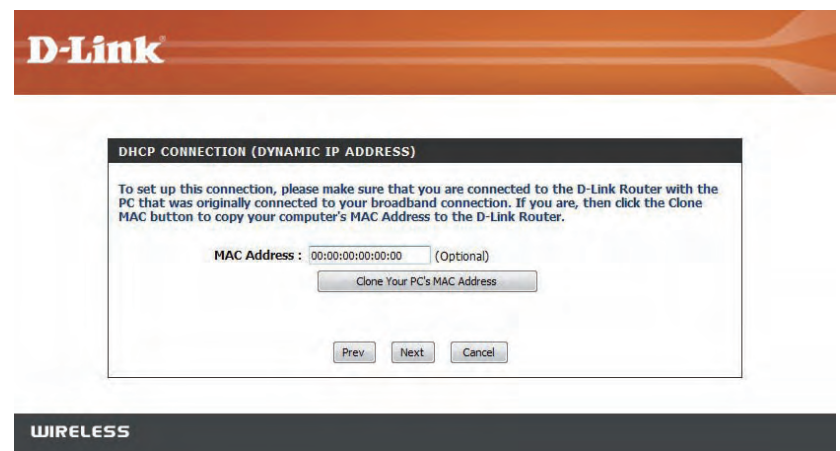 D-Link
DHCP CONNECTION (DYNAMIC IP ADDRESS)
To set up this connection, please make sure that you are connected to the D-Link Router with the
PC that was originally connected to your broadband connection. If you are, then click the Clone
MAC button to copy your computer's MAC Address to the D-Link Router.
MAC Address : 00:00:00:00:00:00 (Optional)
Clone Your PC's MAC Address
Prev Next Cancel
WIRELESS